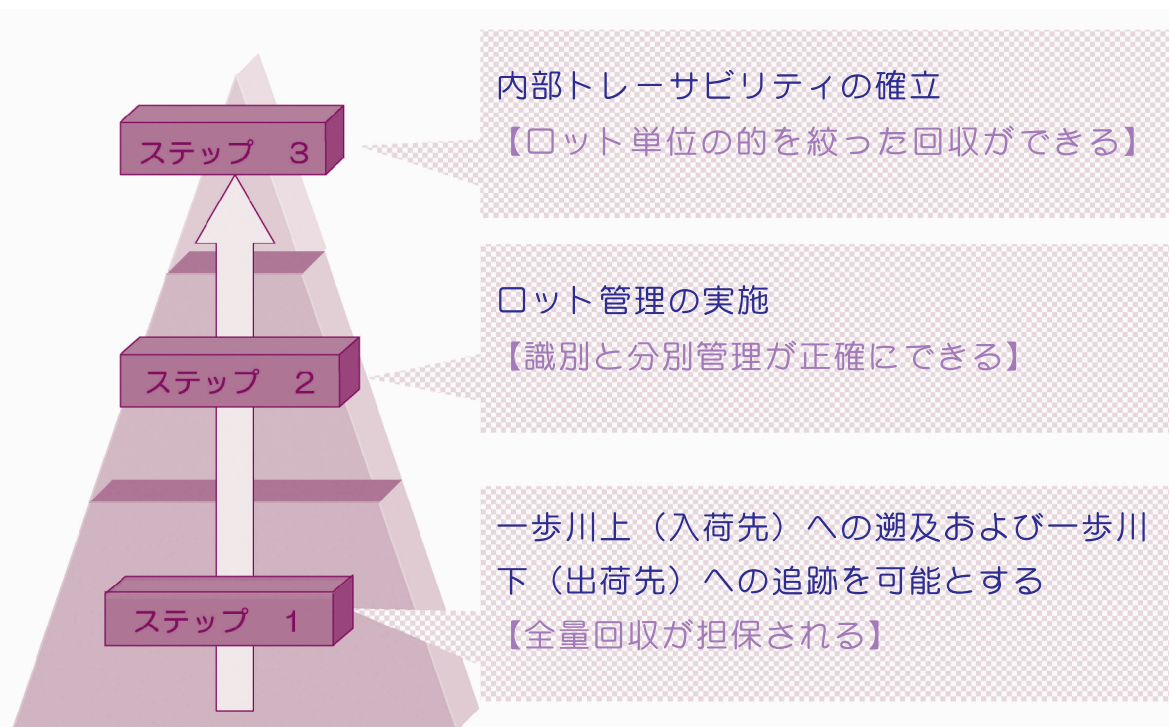 ステップ 3
内部トレーサビリティの確立
【ロット単位の的を絞った回収ができる】
ステップ 2
ロット管理の実施
【識別と分別管理が正確にできる】
ステップ 1
一歩川上（入荷先）への遡及および一歩川
下（出荷先）への追跡を可能とする
【全量回収が担保される】